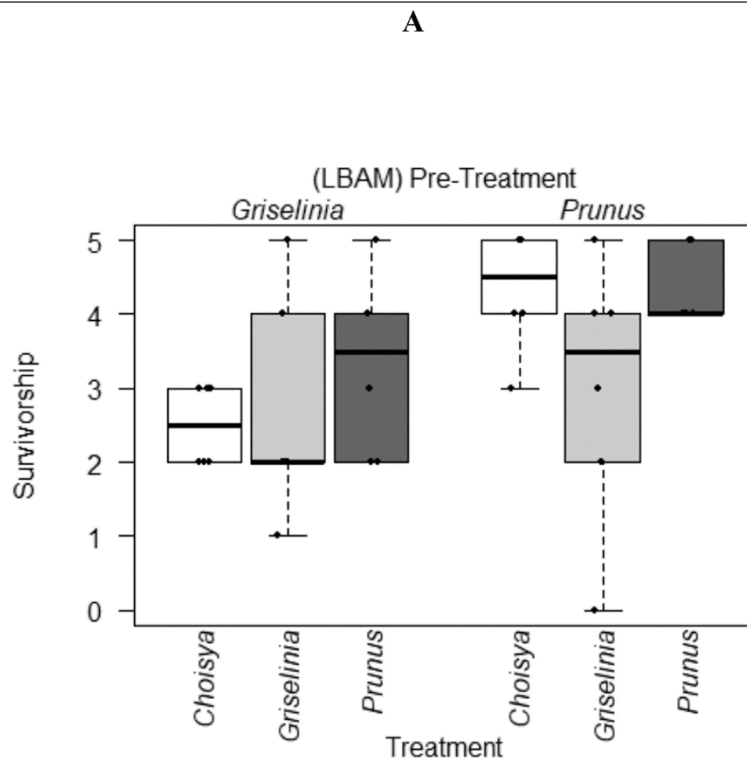 A
(LBAM) Pre-Treatment
Griselinia Prunus
5
4
3
2
1
0
Survivorship
Choisya Griselinia Prunus Choisya Griselinia Prunus
Treatment